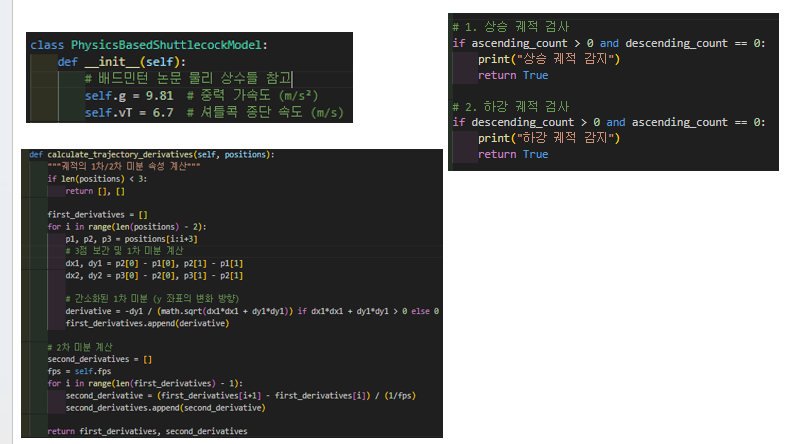 class PhysicsBasedShuttlecockModel:
    def __init__(self):
        # 배드민턴 논문 물리 상수들 참고
        self.g = 9.81  # 중력 가속도 (m/s²)
        self.vT = 6.7  # 셔틀콕 종단 속도 (m/s)
# 1. 상승 궤적 검사
if ascending_count > 0 and descending_count == 0:
    print("상승 궤적 감지")
    return True
# 2. 하강 궤적 검사
if descending_count > 0 and ascending_count == 0:
    print("하강 궤적 감지")
    return True
def calculate_trajectory_derivatives(self, positions):
    """궤적의 1차/2차 미분 속성 계산"""
    if len(positions) < 3:
        return [], []
    first_derivatives = []
    for i in range(len(positions) - 2):
        p1, p2, p3 = positions[i:i+3]
        # 3점 보간 및 1차 미분 계산
        dx1, dy1 = p2[0] - p1[0], p2[1] - p1[1]
        dx2, dy2 = p3[0] - p2[0], p3[1] - p2[1]
        # 간소화된 1차 미분 (y 좌표의 변화 방향)
        derivative = -dy1 / (math.sqrt(dx1*dx1 + dy1*dy1)) if dx1*dx1 + dy1*dy1 > 0 else 0
        first_derivatives.append(derivative)
    # 2차 미분 계산
    second_derivatives = []
    fps = self.fps
    for i in range(len(first_derivatives) - 1):
        second_derivative = (first_derivatives[i+1] - first_derivatives[i]) / (1/fps)
        second_derivatives.append(second_derivative)
    return first_derivatives, second_derivatives